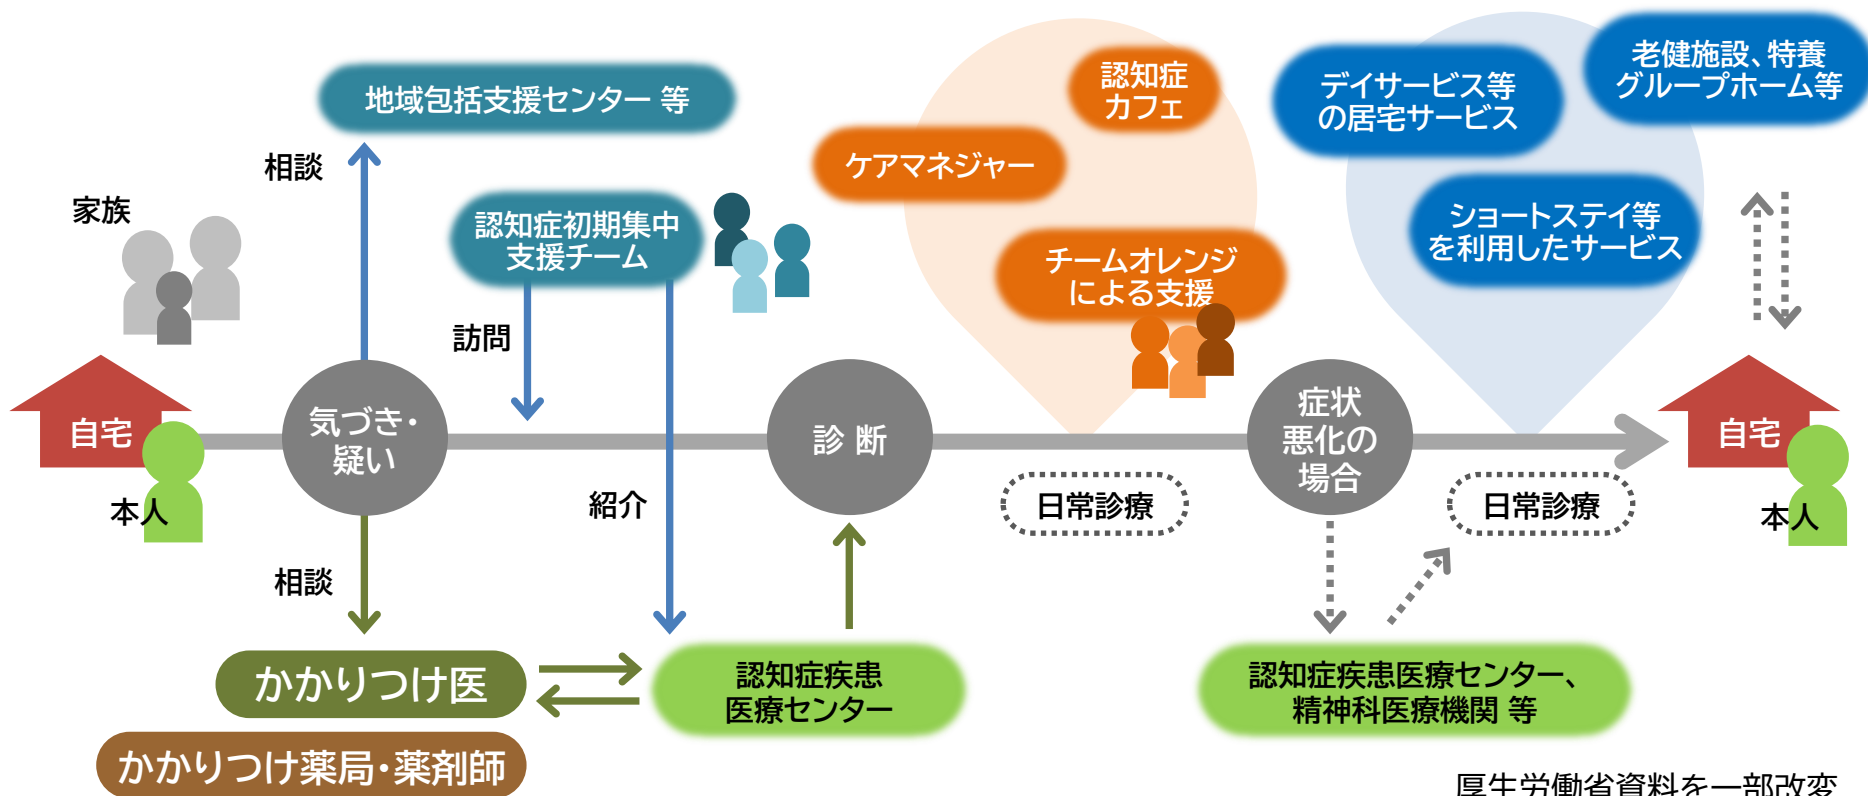 地域包括支援センター 等
相談
家族
認知症初期集中
支援チーム
訪問
自宅
本人
気づき・
疑い
相談
紹介
かかりつけ医
かかりつけ薬局・薬剤師
認知症疾患
医療センター
診 断
ケアマネジャー
認知症
カフェ
チームオレンジ
による支援
日常診療
症状
悪化の
場合
デイサービス等
の居宅サービス
老健施設、特養
グループホーム等
ショートステイ等
を利用したサービス
日常診療
自宅
本人
認知症疾患医療センター、
精神科医療機関 等
厚生労働省資料を一部改変